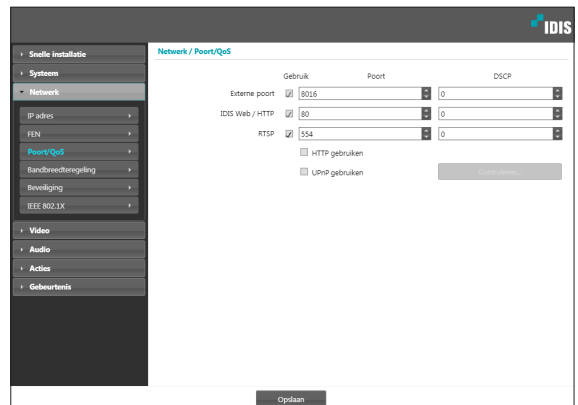 IDIS
Snelle installatie
Systeem
Netwerk
IP adres
FEN
Poort/QoS
Bandbreedteregeling
Beveiliging
IEEE 802.1X
Video
Audio
Acties
Gebeurtenis
Netwerk / Poort/QoS
Gebruik Poort DSCP
Externe poort 8016 0
IDIS Web / HTTP 80 0
RTSP 554 0
HTTP gebruiken
UPnP gebruiken Controleren...
Opslaan